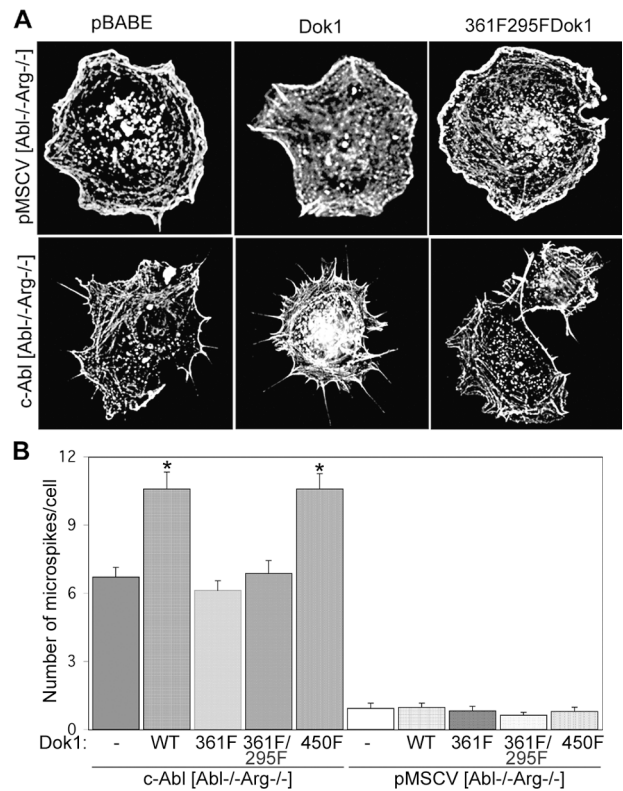 A
pBABE
Dok1
361F295FDok1
pMSCV [Abl-/-Arg-/-]
c-Abl [Abl-/-Arg-/-]
B
Number of microspikes/cell
12
9
6
3
0
*
*
Dok1: - WT 361F 361F/295F 450F - WT 361F 361F/295F 450F
c-Abl [Abl-/-Arg-/-] pMSCV [Abl-/-Arg-/-]